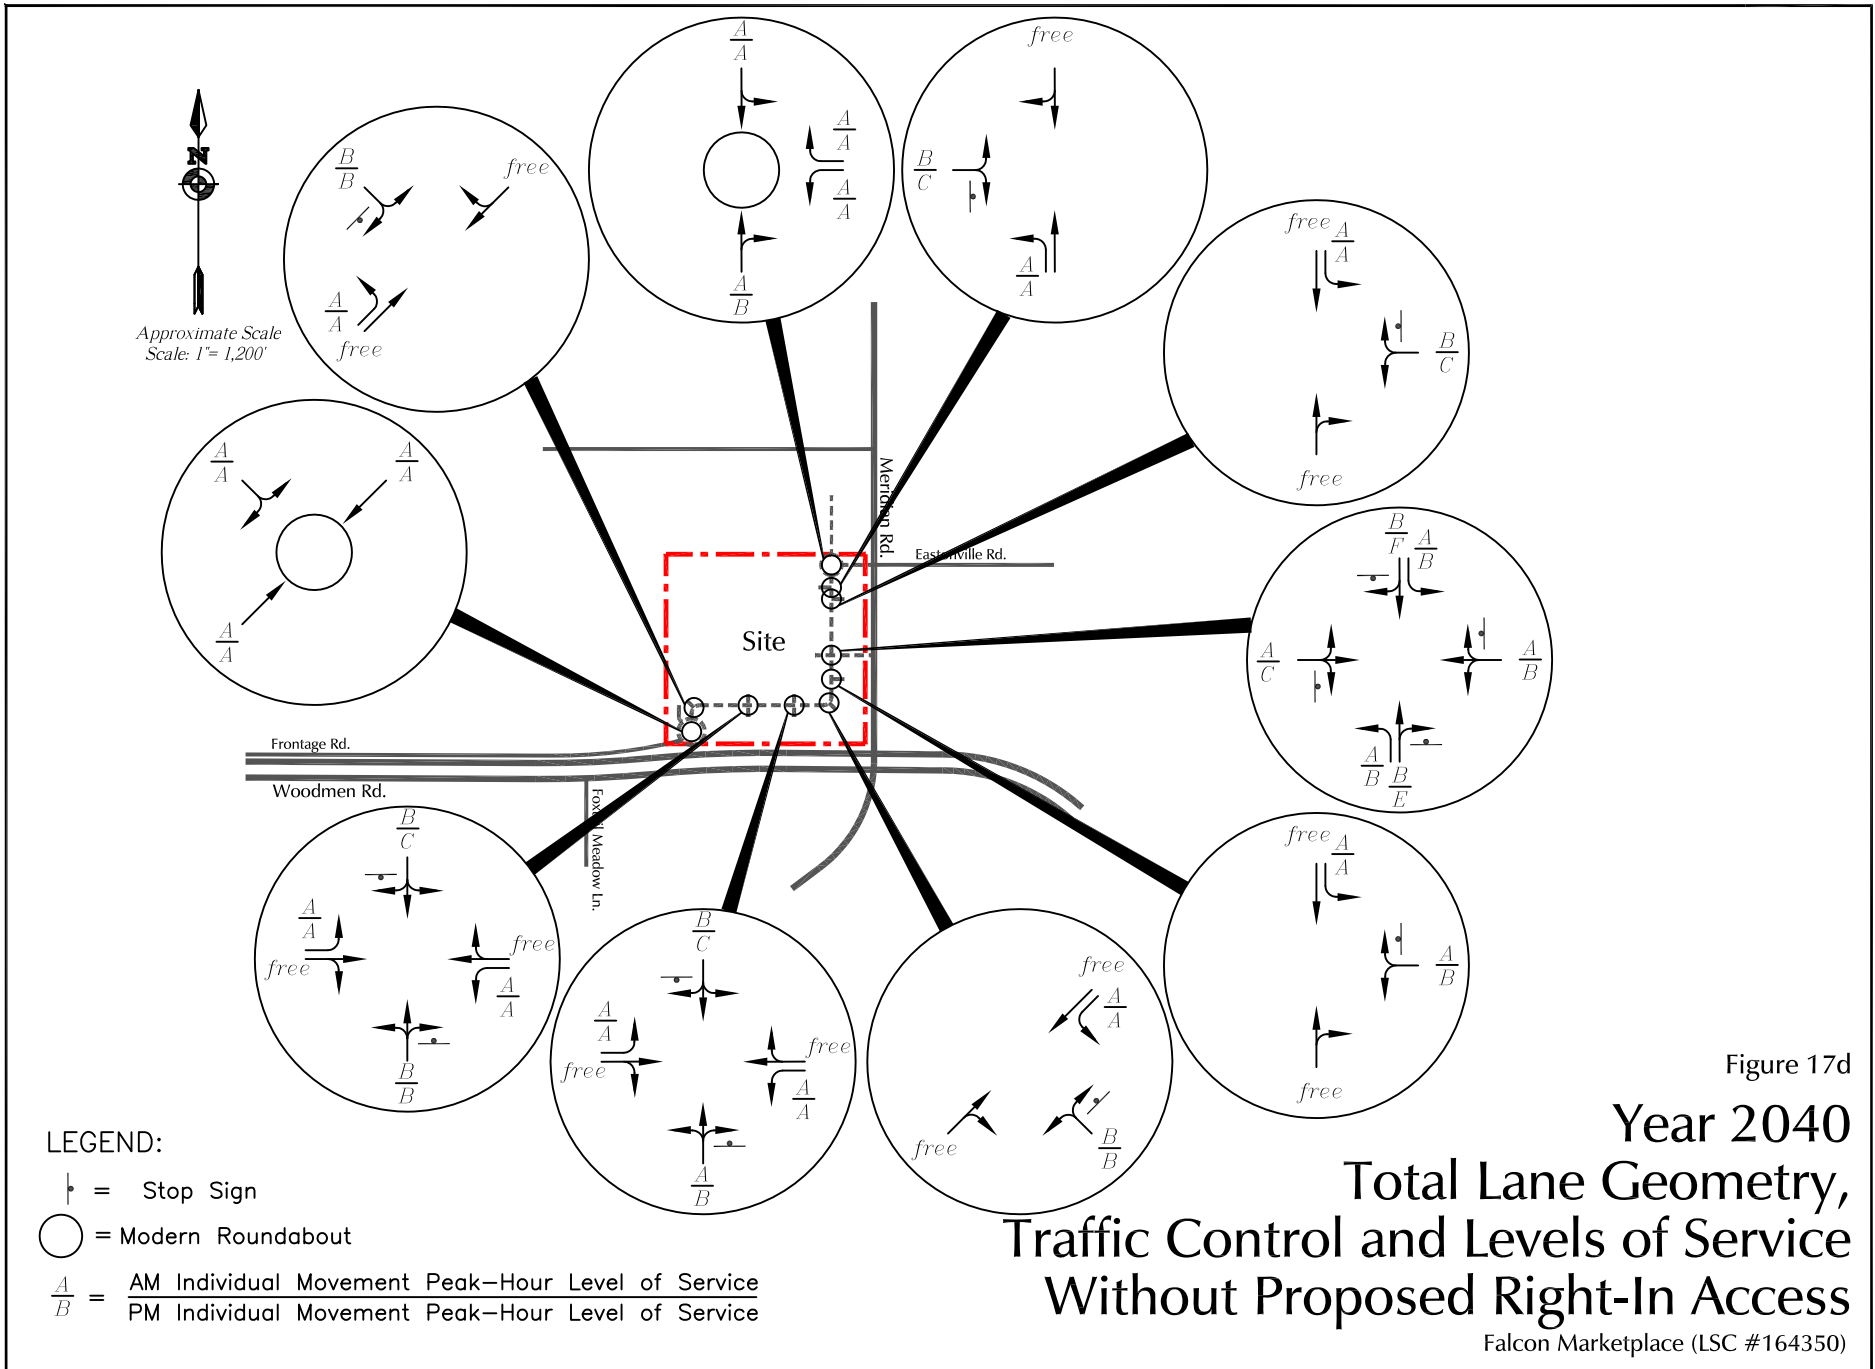 N
Approximate Scale
Scale: 1"= 1,200'
B
B
free
A
A
free
A
A
A
A
A
A
A
B
free
B
C
A
A
free
A
A
B
C
free
A
A
A
A
A
A
B
F
A
B
A
C
A
B
A
B
B
E
Meridian Rd.
Eastonville Rd.
Site
Frontage Rd.
Woodmen Rd.
Meadow Ln.
B
C
A
A
free
free
A
A
B
B
B
C
A
A
free
free
A
A
A
B
free
A
A
free
B
B
free
A
A
A
B
free
LEGEND:
= Stop Sign
= Modern Roundabout
A
B
=
AM Individual Movement Peak-Hour Level of Service
PM Individual Movement Peak-Hour Level of Service
Figure 17d
Year 2040
Total Lane Geometry,
Traffic Control and Levels of Service
Without Proposed Right-In Access
Falcon Marketplace (LSC #164350)